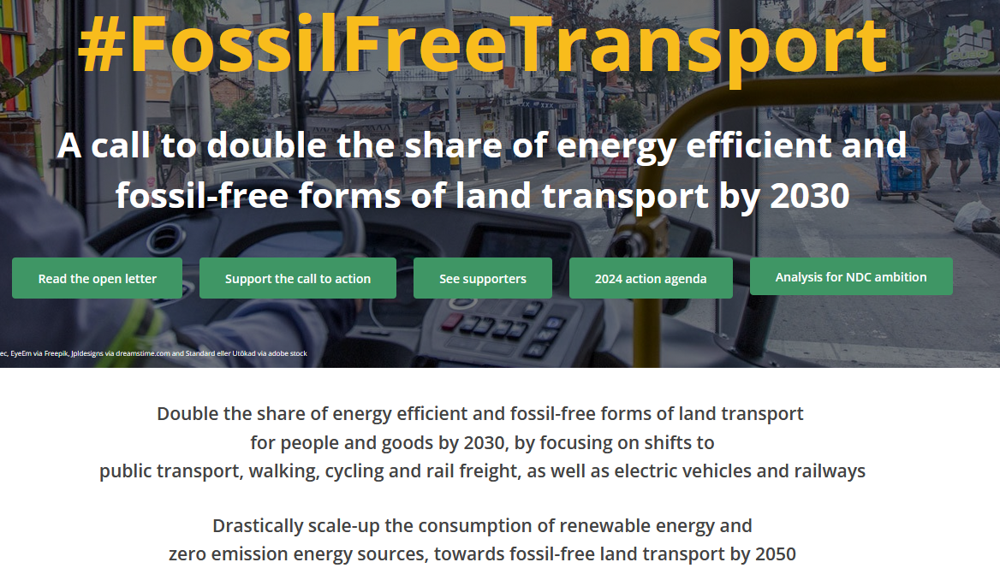 #FossilFreeTransport
A call to double the share of energy efficient and
fossil-free forms of land transport by 2030
Read the open letter
Support the call to action
See supporters
2024 action agenda
Analysis for NDC ambition
ec, EyeEm via Freepik, Jpldesigns via dreamstime.com and Standard eller Utökad via adobe stock
Double the share of energy efficient and fossil-free forms of land transport
for people and goods by 2030, by focusing on shifts to
public transport, walking, cycling and rail freight, as well as electric vehicles and railways
Drastically scale-up the consumption of renewable energy and
zero emission energy sources, towards fossil-free land transport by 2050